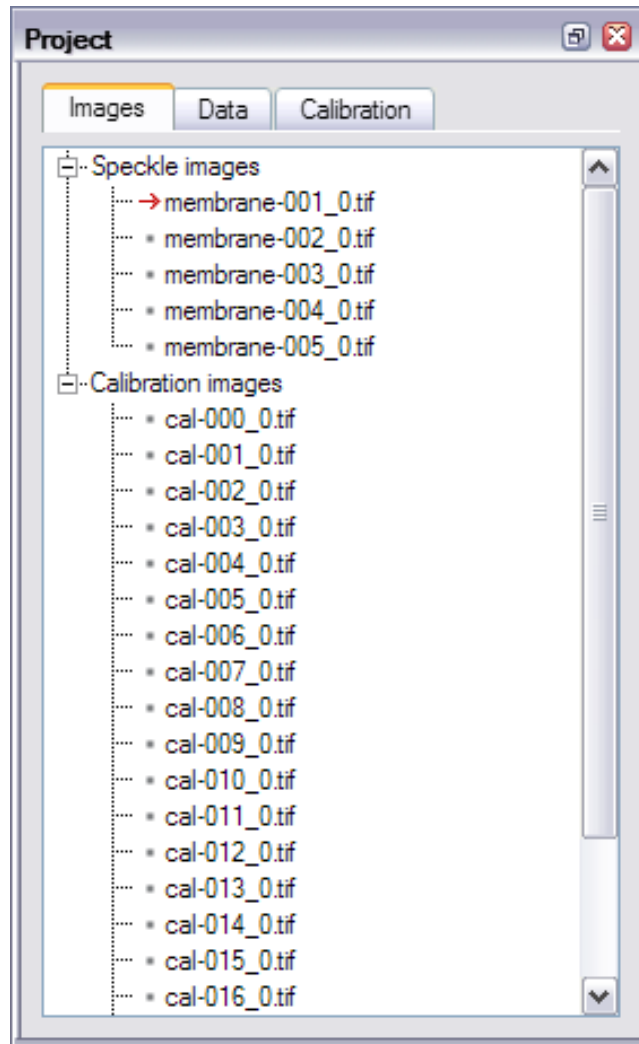 Project
Images Data Calibration
Speckle images
membrane-001_0.tif
membrane-002_0.tif
membrane-003_0.tif
membrane-004_0.tif
membrane-005_0.tif
Calibration images
cal-000_0.tif
cal-001_0.tif
cal-002_0.tif
cal-003_0.tif
cal-004_0.tif
cal-005_0.tif
cal-006_0.tif
cal-007_0.tif
cal-008_0.tif
cal-009_0.tif
cal-010_0.tif
cal-011_0.tif
cal-012_0.tif
cal-013_0.tif
cal-014_0.tif
cal-015_0.tif
cal-016_0.tif